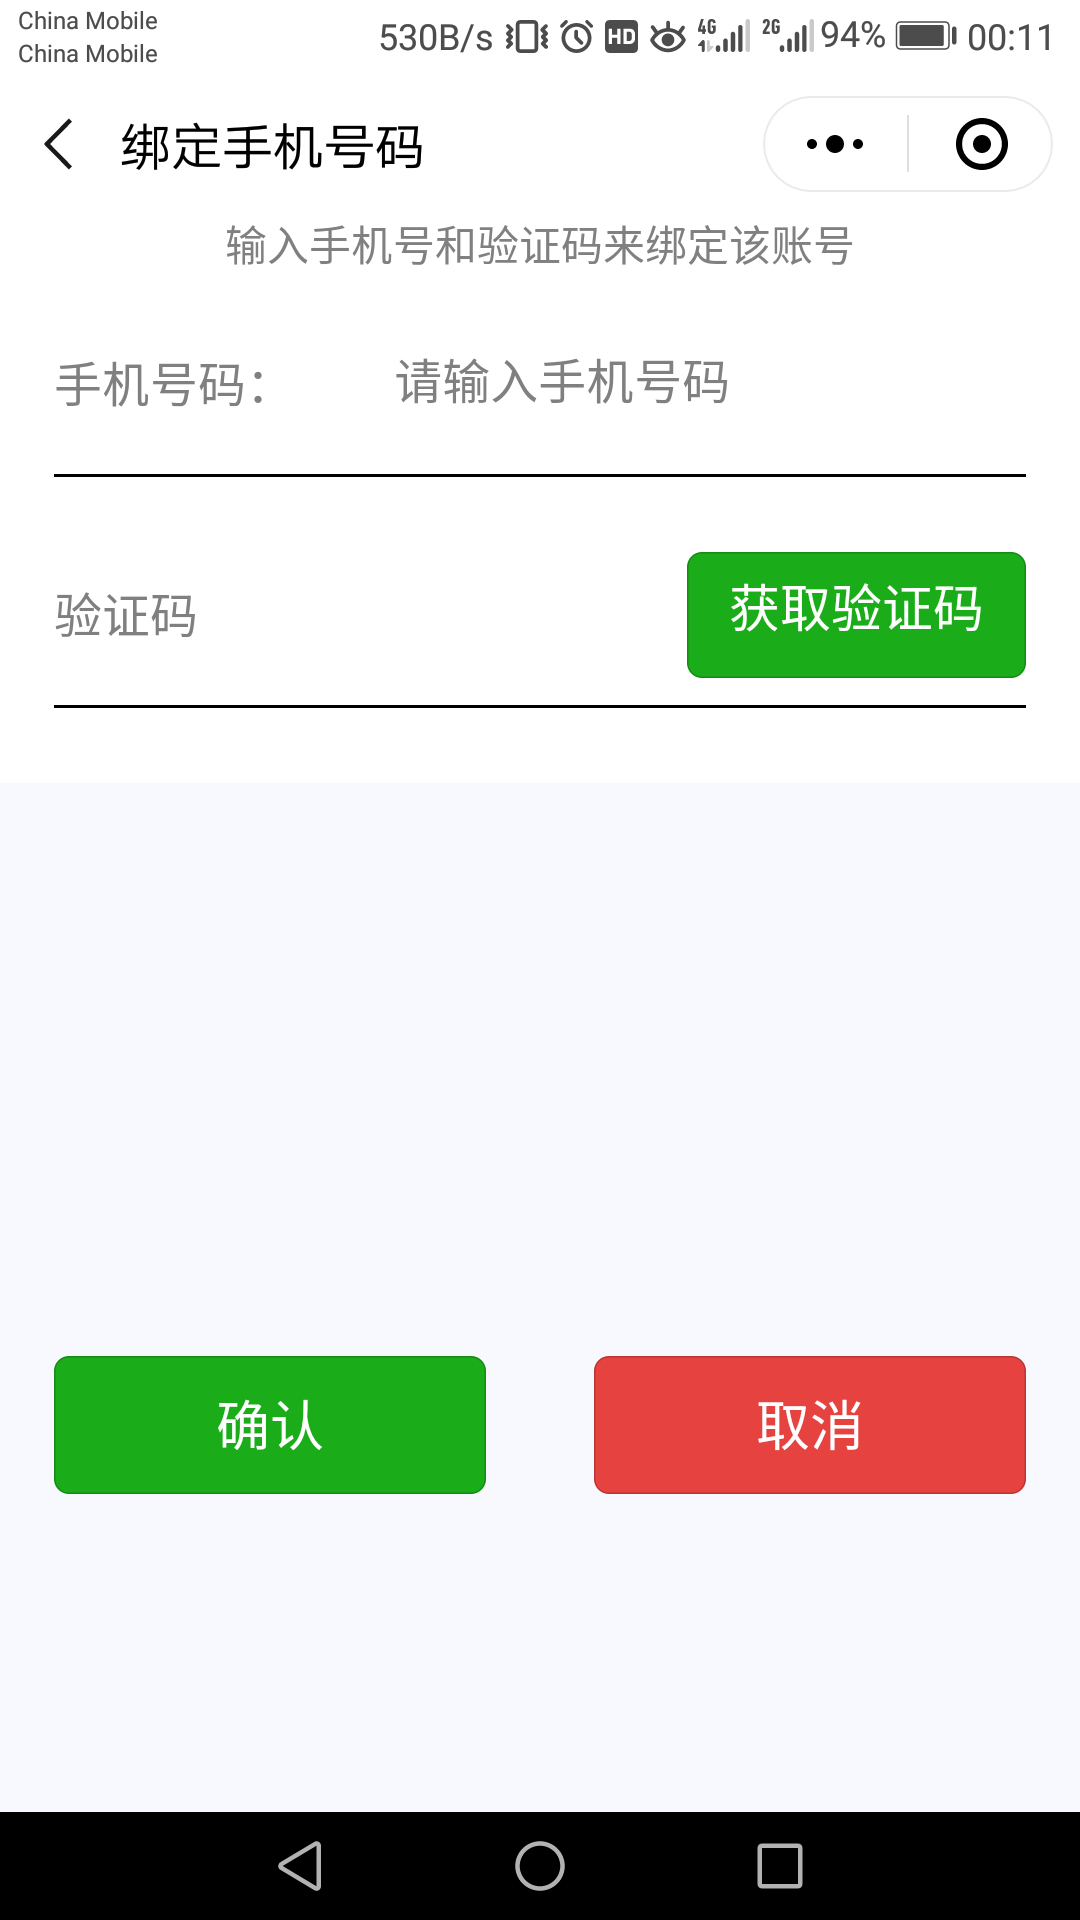 China Mobile
China Mobile
530B/s HD 4G 2G 94% 00:11
绑定手机号码
输入手机号和验证码来绑定该账号
手机号码： 请输入手机号码
验证码 获取验证码
确认 取消